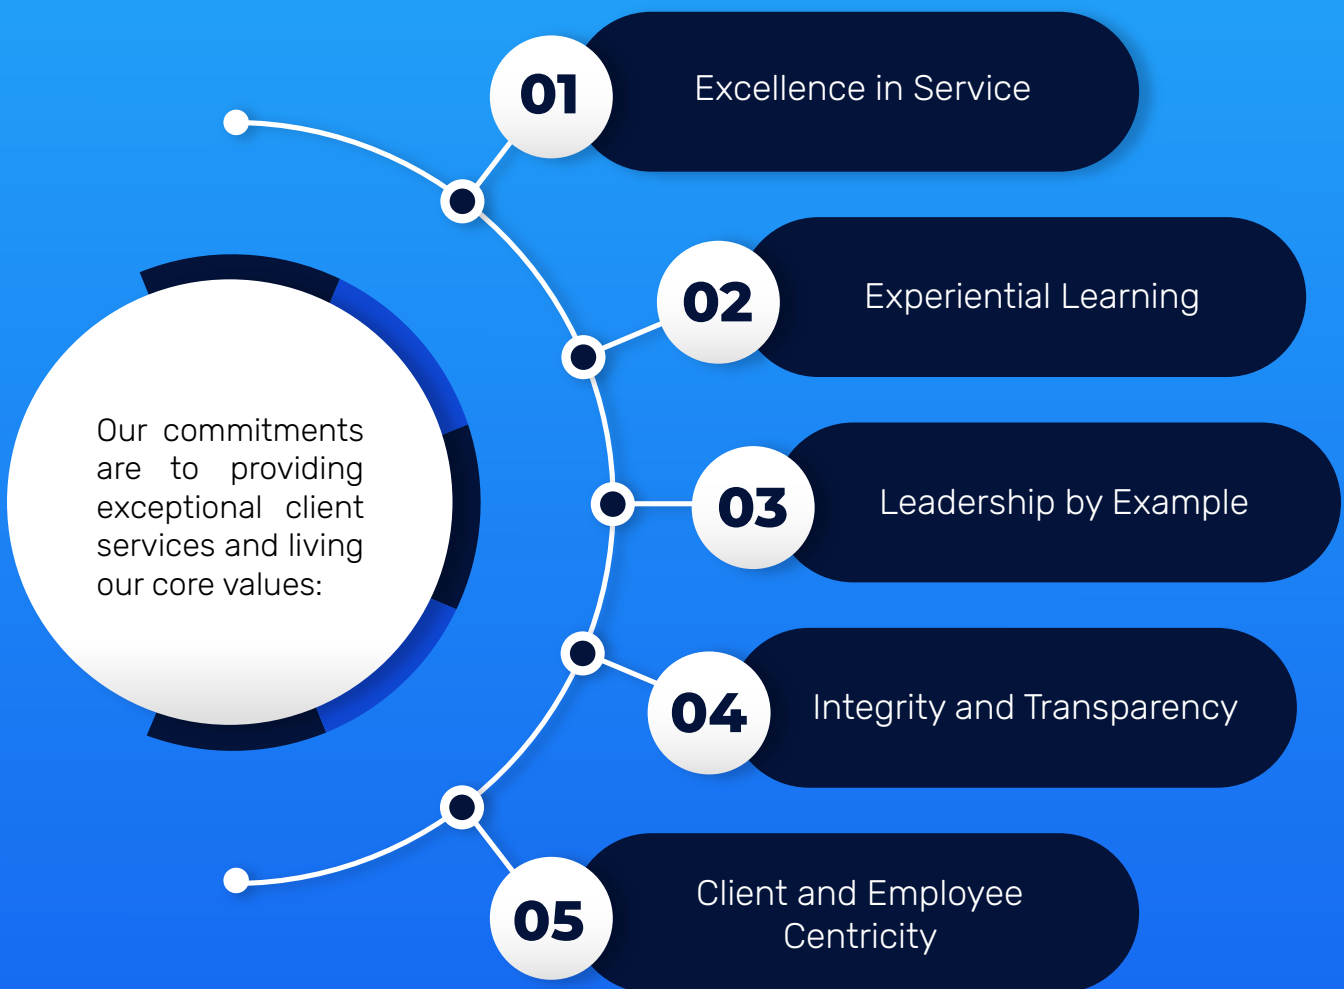 Our commitments
are to providing
exceptional client
services and living
our core values:
01
Excellence in Service
02
Experiential Learning
03
Leadership by Example
04
Integrity and Transparency
05
Client and Employee
Centricity